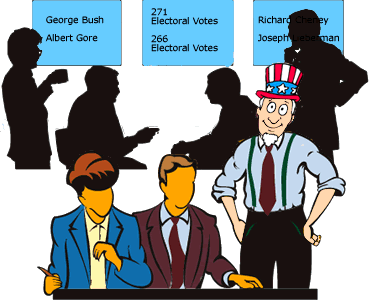 George Bush
Albert Gore
271
Electoral Votes
266
Electoral Votes
Richard Cheney
Joseph Lieberman